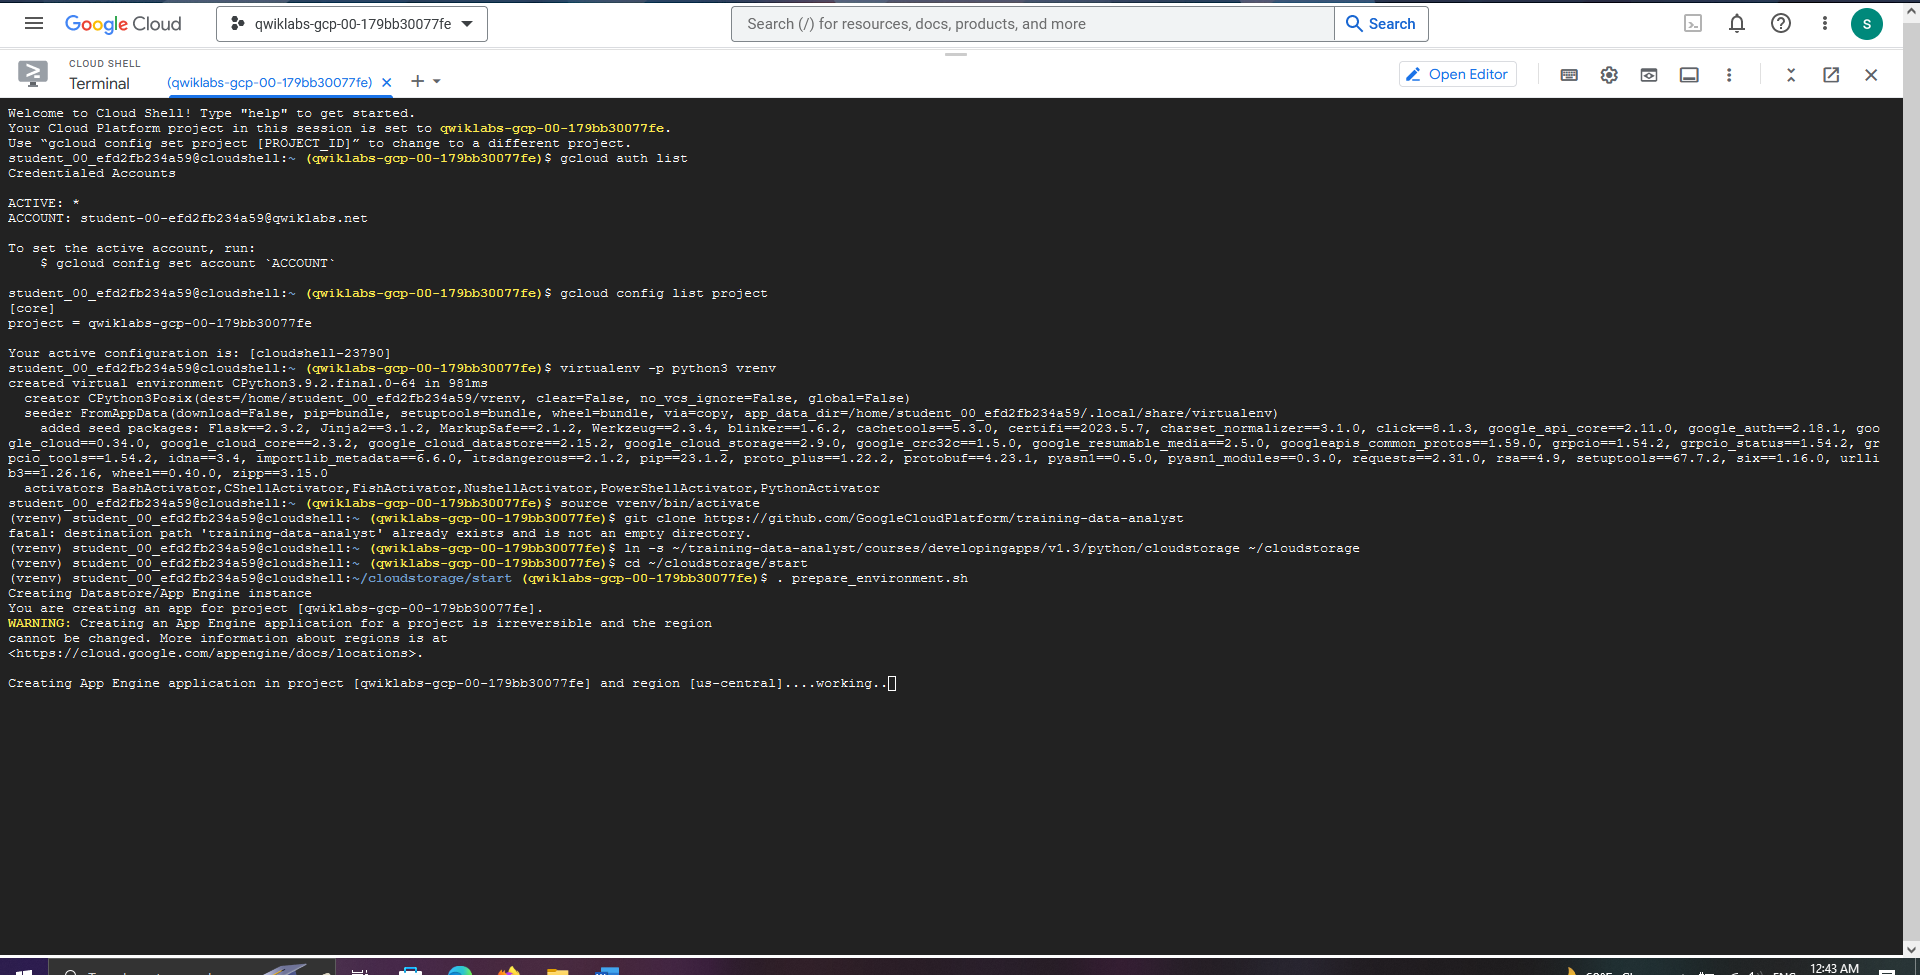 Google Cloud
qwiklabs-gcp-00-179bb30077fe
Search (/) for resources, docs, products, and more
Search
S
CLOUD SHELL
Terminal
(qwiklabs-gcp-00-179bb30077fe)
Open Editor
Welcome to Cloud Shell! Type "help" to get started.
Your Cloud Platform project in this session is set to qwiklabs-gcp-00-179bb30077fe.
Use “gcloud config set project [PROJECT_ID]” to change to a different project.
student_00_efd2fb234a59@cloudshell:~ (qwiklabs-gcp-00-179bb30077fe)$ gcloud auth list
Credentialed Accounts
ACTIVE: *
ACCOUNT: student-00-efd2fb234a59@qwiklabs.net
To set the active account, run:
$ gcloud config set account `ACCOUNT`
student_00_efd2fb234a59@cloudshell:~ (qwiklabs-gcp-00-179bb30077fe)$ gcloud config list project
[core]
project = qwiklabs-gcp-00-179bb30077fe
Your active configuration is: [cloudshell-23790]
student_00_efd2fb234a59@cloudshell:~ (qwiklabs-gcp-00-179bb30077fe)$ virtualenv -p python3 vrenv
created virtual environment CPython3.9.2.final.0-64 in 981ms
creator CPython3Posix(dest=/home/student_00_efd2fb234a59/vrenv, clear=False, no_vcs_ignore=False, global=False)
seeder FromAppData(download=False, pip=bundle, setuptools=bundle, wheel=bundle, via=copy, app_data_dir=/home/student_00_efd2fb234a59/.local/share/virtualenv)
added seed packages: Flask==2.3.2, Jinja2==3.1.2, MarkupSafe==2.1.2, Werkzeug==2.3.4, blinker==1.6.2, cachetools==5.3.0, certifi==2023.5.7, charset_normalizer==3.1.0, click==8.1.3, google_api_core==2.11.0, google_auth==2.18.1, goo
gle_cloud==0.34.0, google_cloud_core==2.3.2, google_cloud_datastore==2.15.2, google_cloud_storage==2.9.0, google_crc32c==1.5.0, google_resumable_media==2.5.0, googleapis_common_protos==1.59.0, grpcio==1.54.2, grpcio_status==1.54.2, gr
pcio_tools==1.54.2, idna==3.4, importlib_metadata==6.6.0, itsdangerous==2.1.2, pip==23.1.2, proto_plus==1.22.2, protobuf==4.23.1, pyasn1==0.5.0, pyasn1_modules==0.3.0, requests==2.31.0, rsa==4.9, setuptools==67.7.2, six==1.16.0, urlli
b3==1.26.16, wheel==0.40.0, zipp==3.15.0
activators BashActivator,CShellActivator,FishActivator,NushellActivator,PowerShellActivator,PythonActivator
student_00_efd2fb234a59@cloudshell:~ (qwiklabs-gcp-00-179bb30077fe)$ source vrenv/bin/activate
(vrenv) student_00_efd2fb234a59@cloudshell:~ (qwiklabs-gcp-00-179bb30077fe)$ git clone https://github.com/GoogleCloudPlatform/training-data-analyst
fatal: destination path 'training-data-analyst' already exists and is not an empty directory.
(vrenv) student_00_efd2fb234a59@cloudshell:~ (qwiklabs-gcp-00-179bb30077fe)$ ln -s ~/training-data-analyst/courses/developingapps/v1.3/python/cloudstorage ~/cloudstorage
(vrenv) student_00_efd2fb234a59@cloudshell:~ (qwiklabs-gcp-00-179bb30077fe)$ cd ~/cloudstorage/start
(vrenv) student_00_efd2fb234a59@cloudshell:~/cloudstorage/start (qwiklabs-gcp-00-179bb30077fe)$ . prepare_environment.sh
Creating Datastore/App Engine instance
You are creating an app for project [qwiklabs-gcp-00-179bb30077fe].
WARNING: Creating an App Engine application for a project is irreversible and the region
cannot be changed. More information about regions is at
<https://cloud.google.com/appengine/docs/locations>.
Creating App Engine application in project [qwiklabs-gcp-00-179bb30077fe] and region [us-central]....working..
12:43 AM